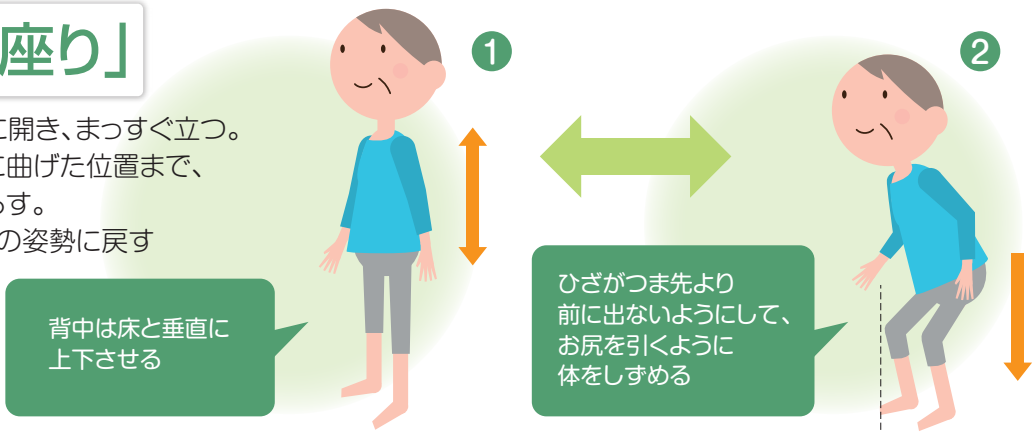 座り」
①
②
に開き、まっすぐ立つ。
に曲げた位置まで、
らす。
の姿勢に戻す
背中は床と垂直に
上下させる
ひざがつま先より
前に出ないようにして、
お尻を引くように
体をしずめる